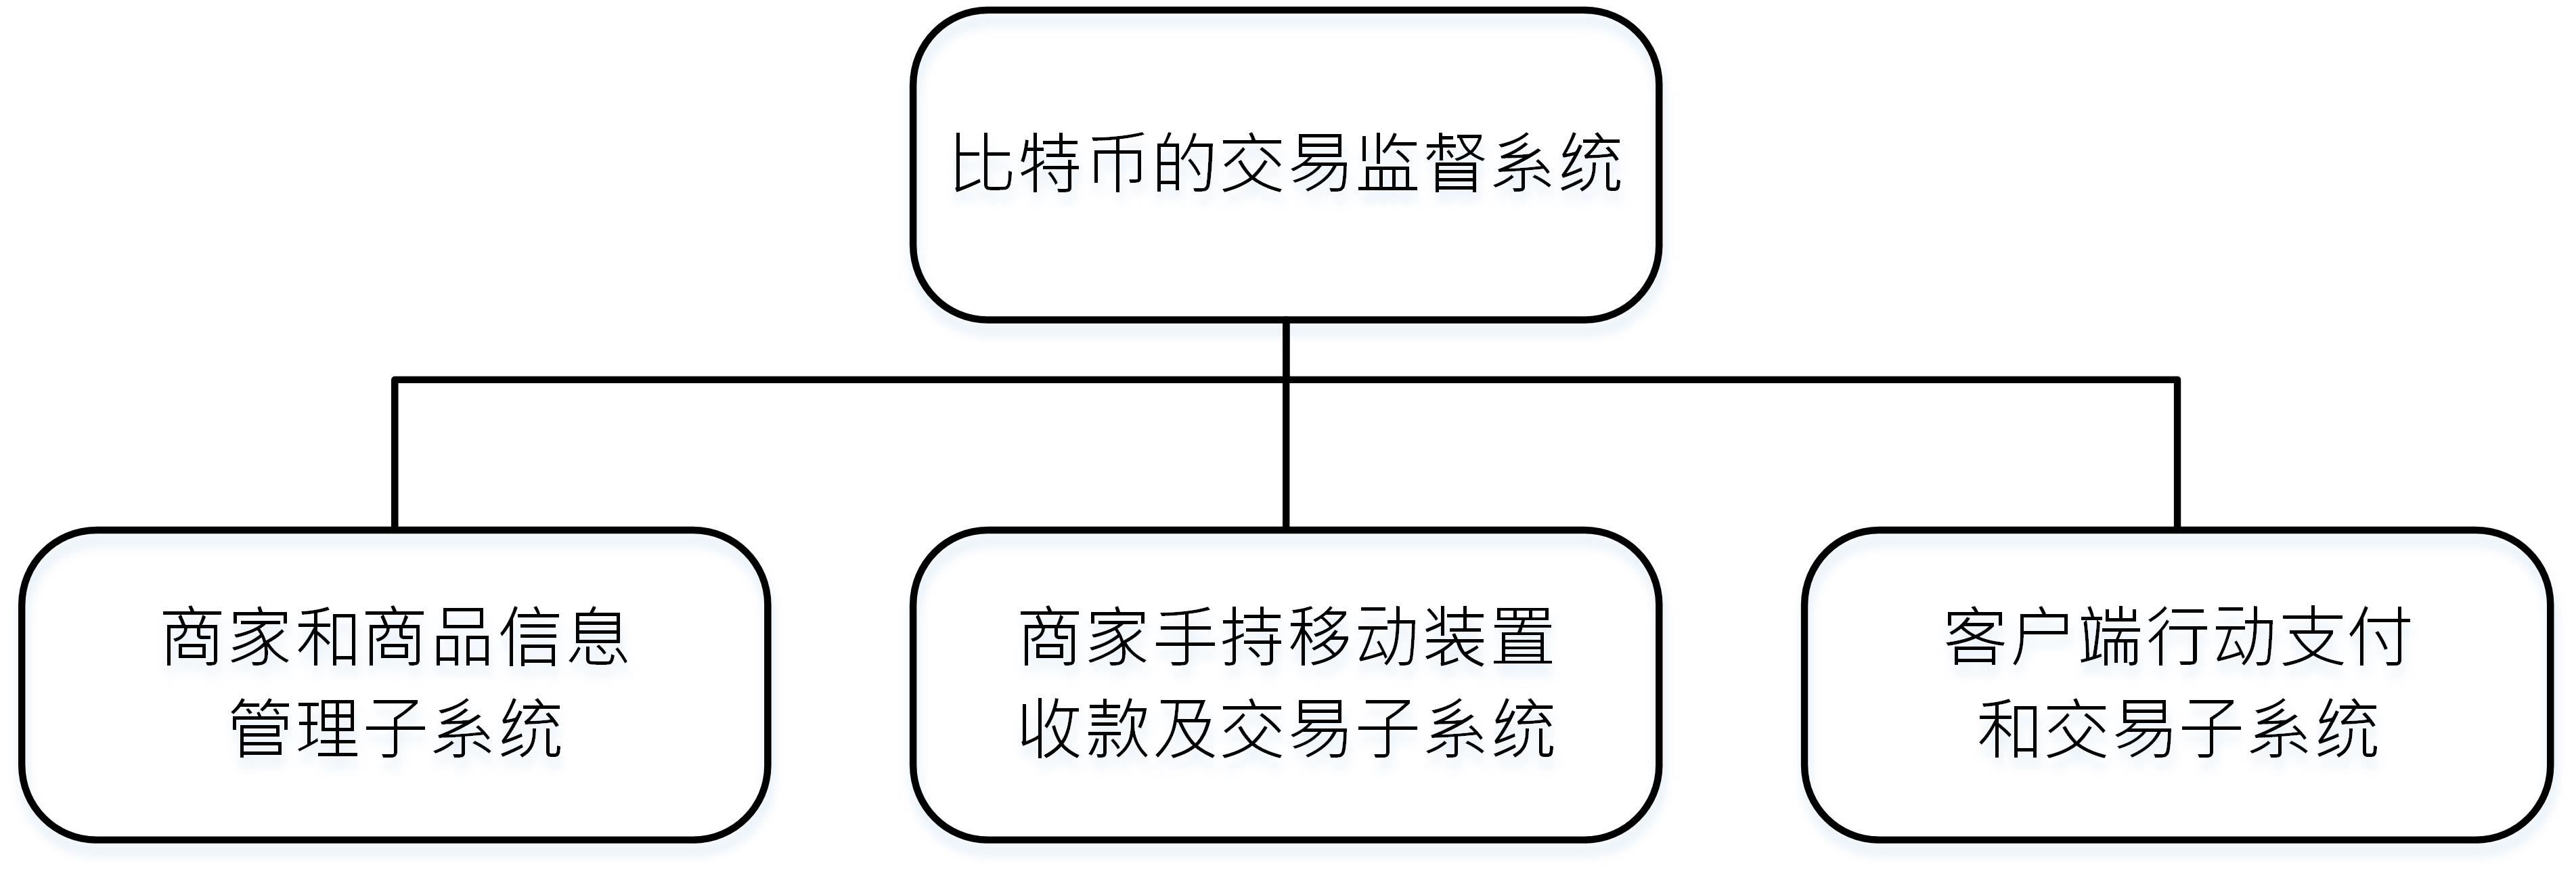 比特币的交易监督系统
商家和商品信息
管理子系统
商家手持移动装置
收款及交易子系统
客户端行动支付
和交易子系统